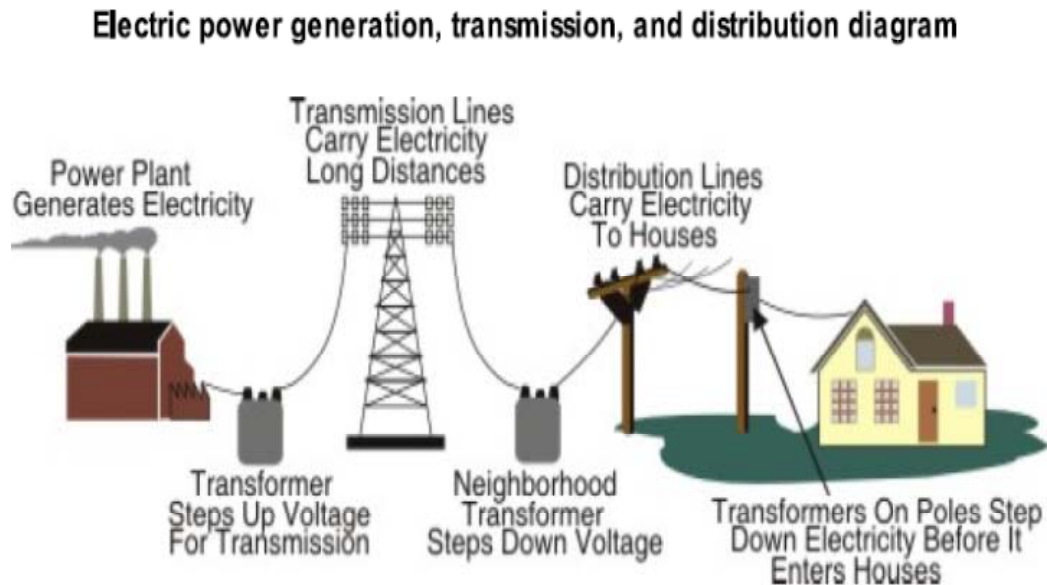 Electric power generation, transmission, and distribution diagram
Transmission Lines
Carry Electricity
Long Distances
Power Plant
Generates Electricity
Distribution Lines
Carry Electricity
To Houses
Transformer
Steps Up Voltage
For Transmission
Neighborhood
Transformer
Steps Down Voltage
Transformers On Poles Step
Down Electricity Before It
Enters Houses